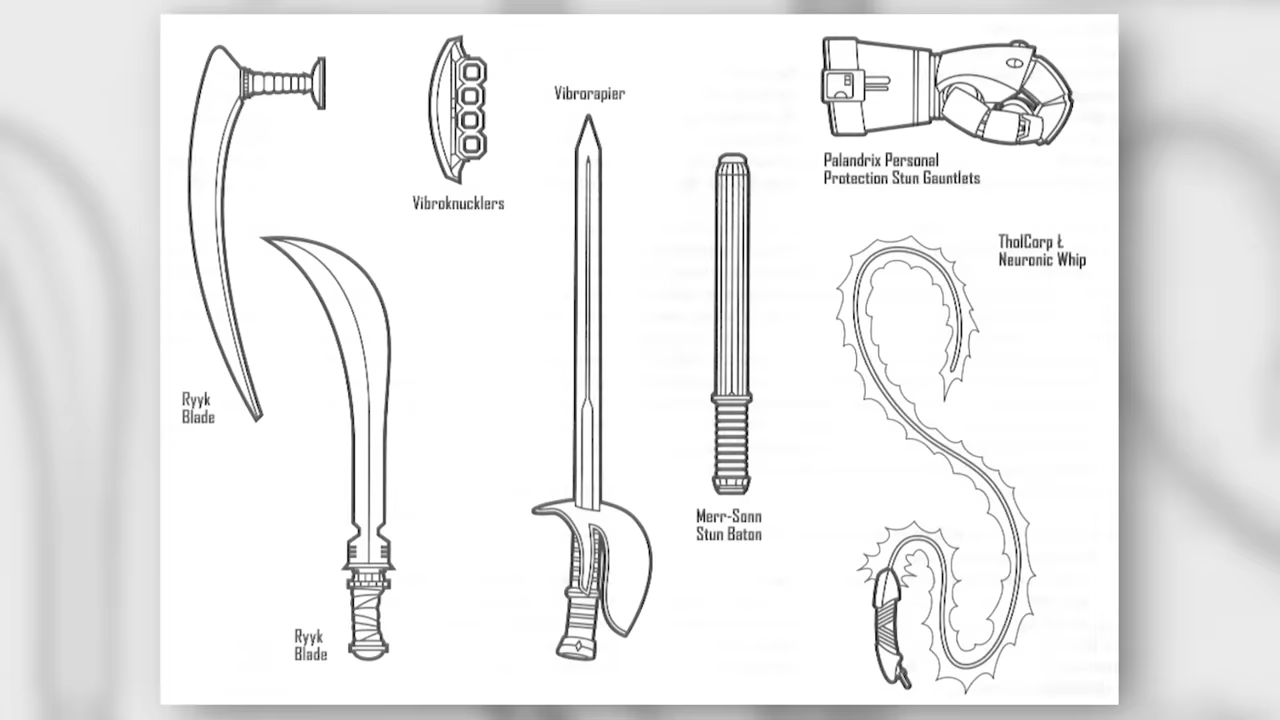 Vibrorapier
Palandrix Personal
Protection Stun Gauntlets
Vibroknucklers
TholCorp Ł
Neuronic Whip
Ryyk
Blade
Merr-Sonn
Stun Baton
Ryyk
Blade